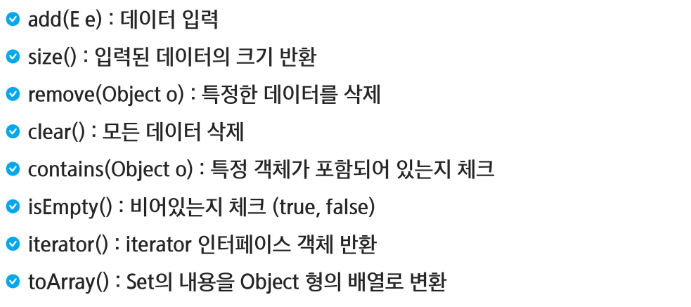 add(E e) : 데이터 입력
size() : 입력된 데이터의 크기 반환
remove(Object o) : 특정한 데이터를 삭제
clear() : 모든 데이터 삭제
contains(Object o) : 특정 객체가 포함되어 있는지 체크
isEmpty() : 비어있는지 체크 (true, false)
iterator() : iterator 인터페이스 객체 반환
toArray() : Set의 내용을 Object 형의 배열로 변환